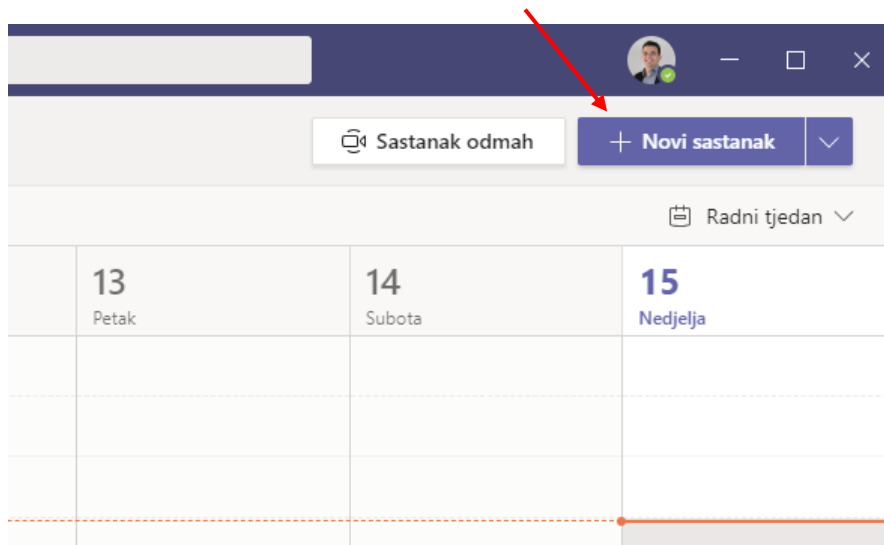 Sastanak odmah
Novi sastanak
Radni tjedan
13
Petak
14
Subota
15
Nedjelja